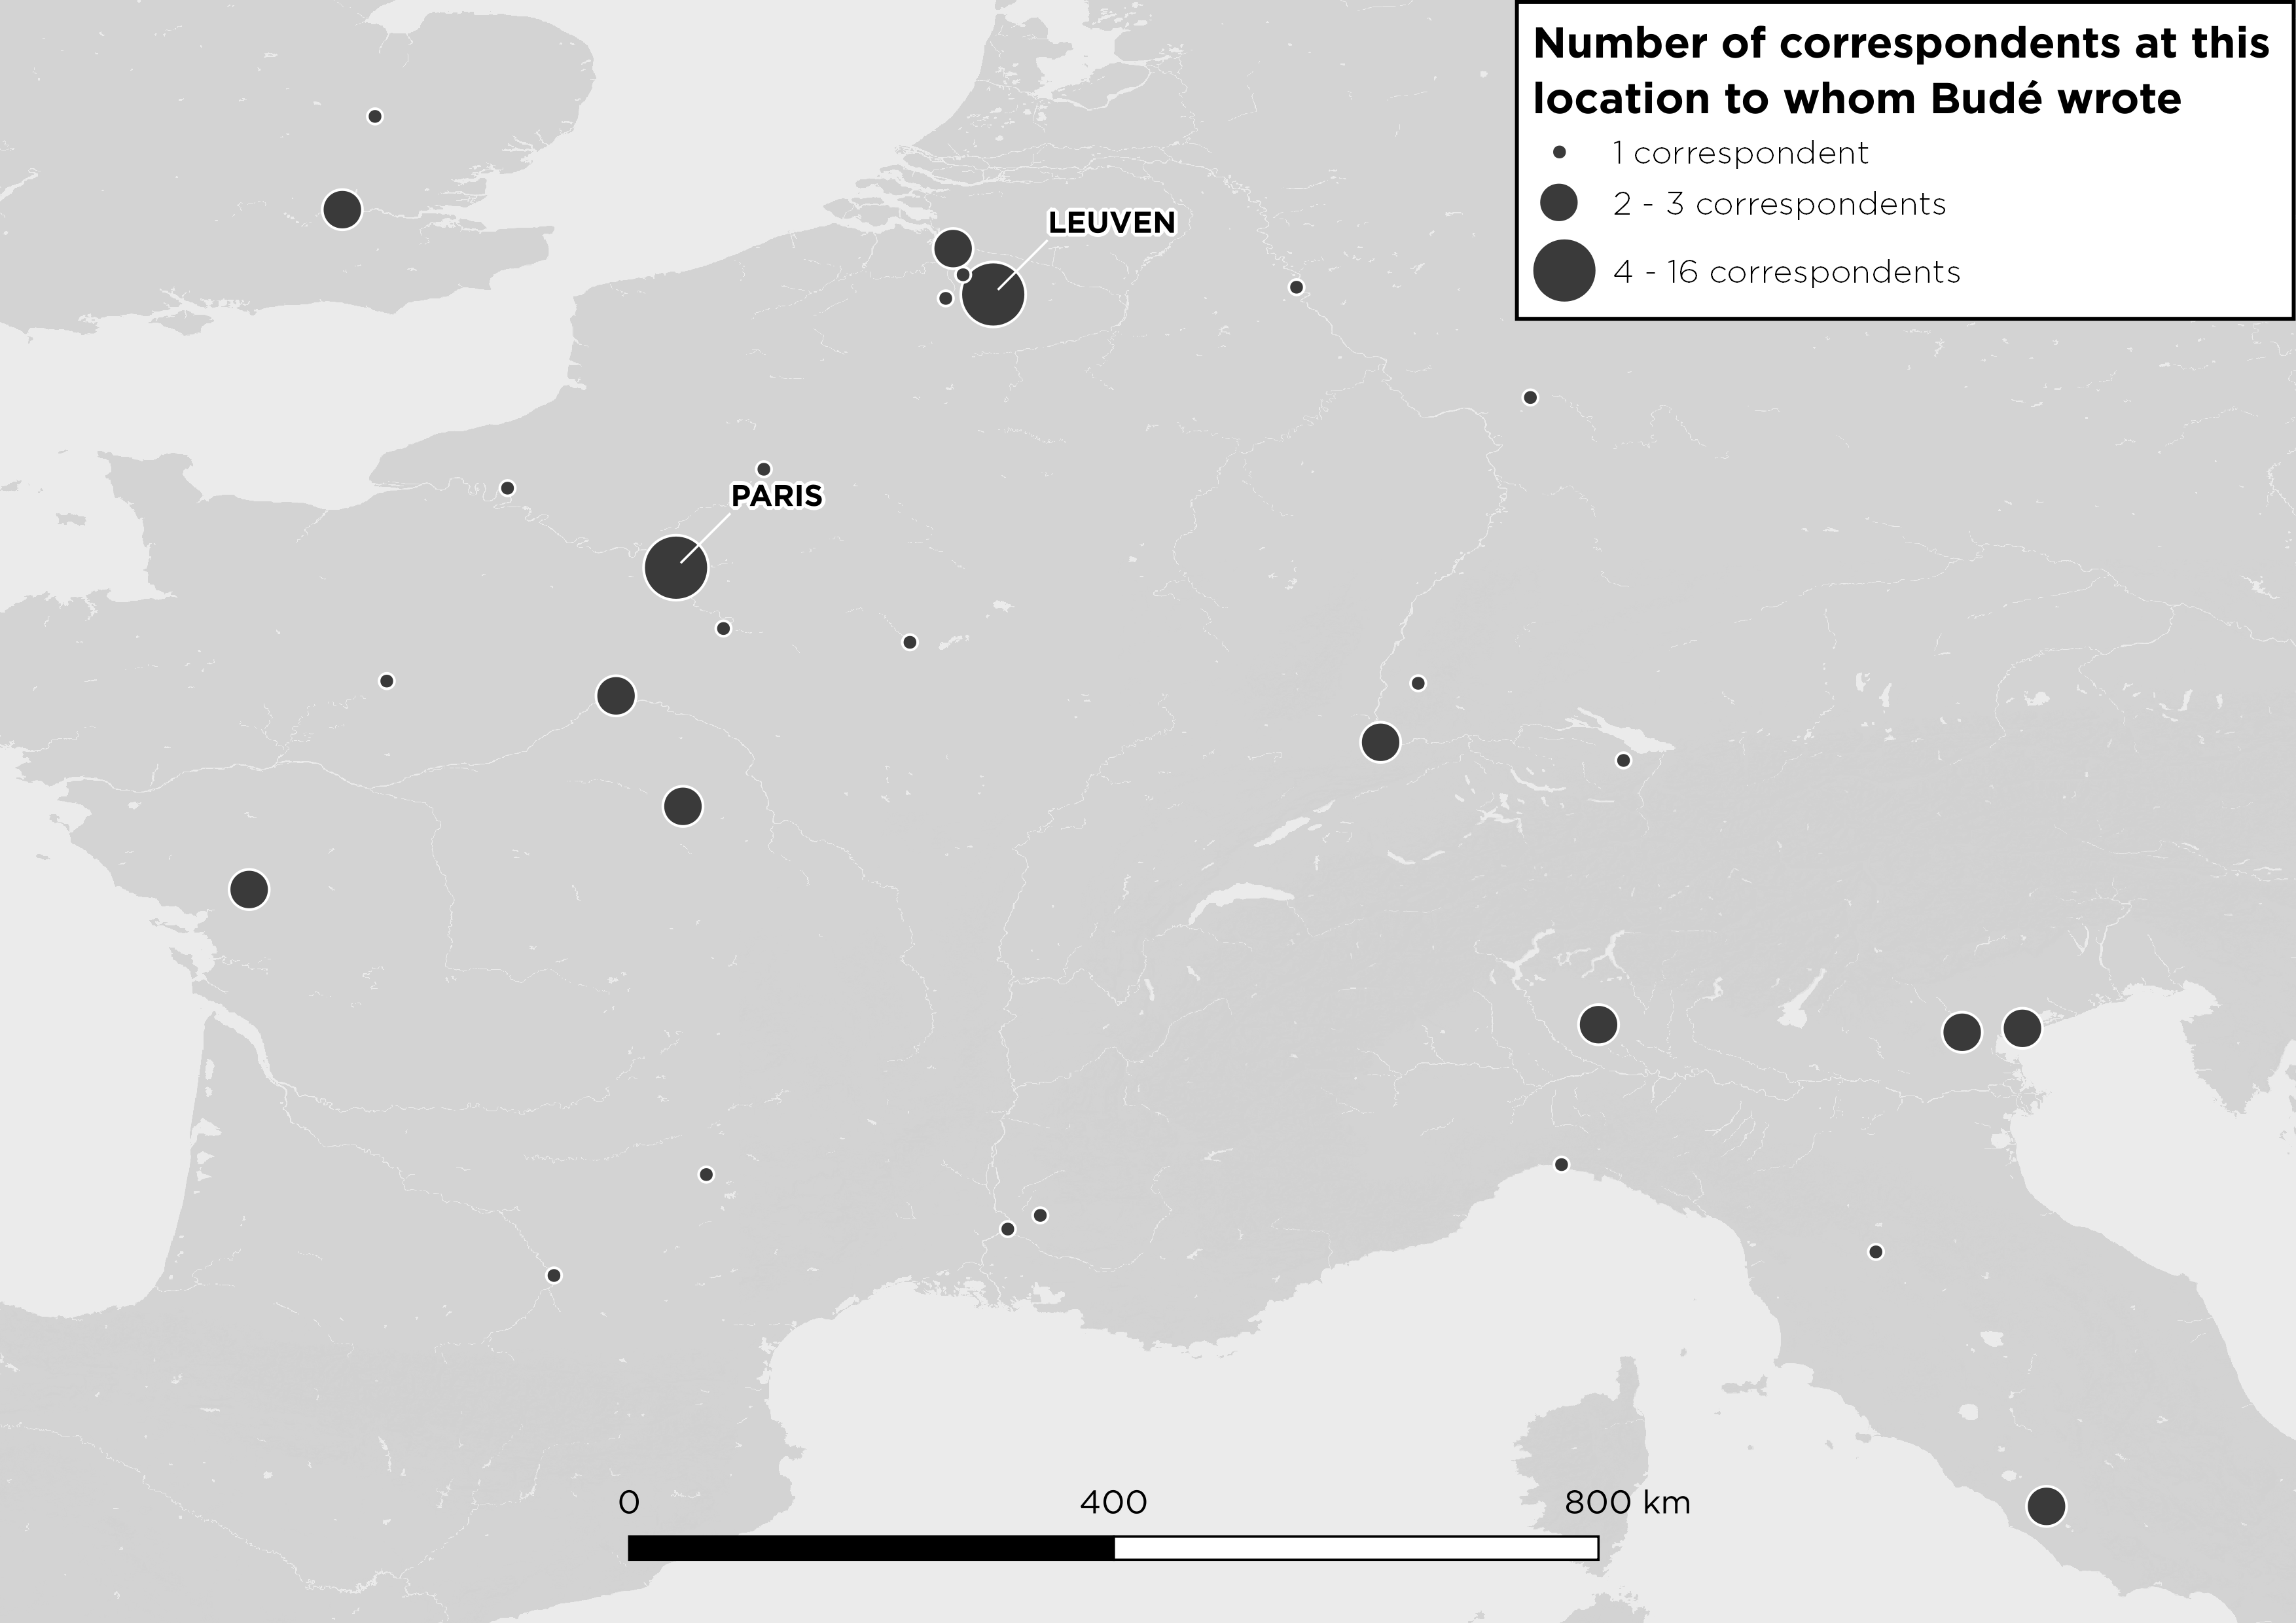 Number of correspondents at this
location to whom Budé wrote
1 correspondent
2 - 3 correspondents
4 - 16 correspondents
LEUVEN
PARIS
0 400 800 km